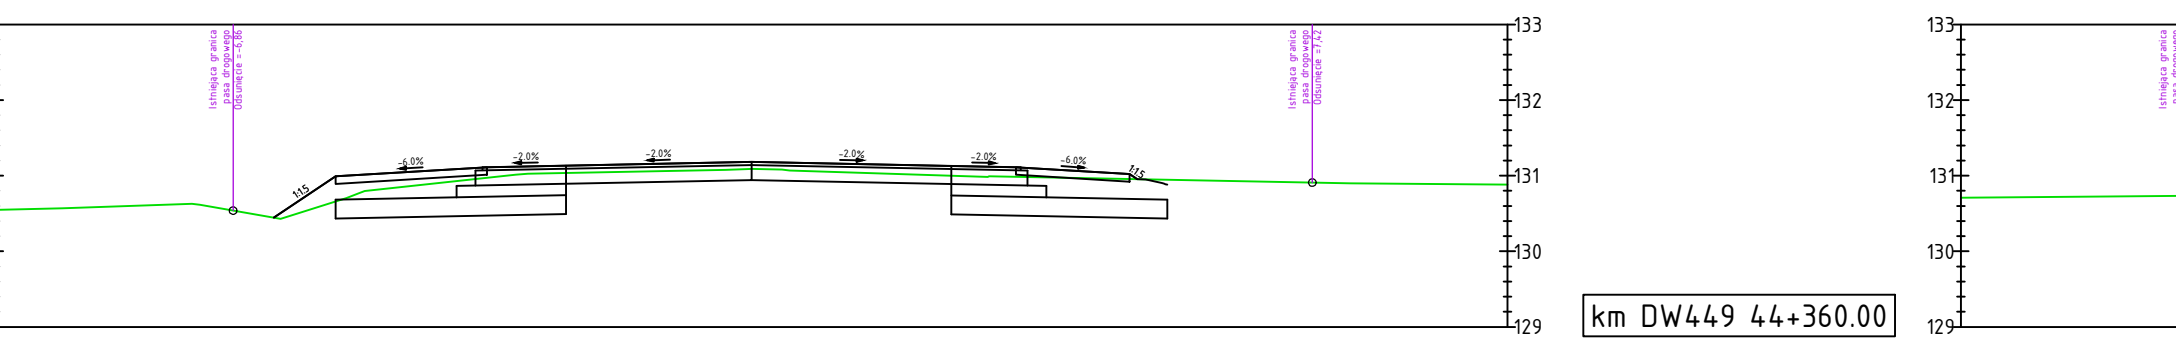 Istniejąca granica
pasa drogowego
Odsunięcie =-6,86
1:1.5
-6.0%
-2.0%
-2.0%
-2.0%
-2.0%
-6.0%
1:1.5
Istniejąca granica
pasa drogowego
Odsunięcie =7,42
133
132
131
130
129
km DW449 44+360.00
133
132
131
130
129
Istniejąca granica
pasa drogowego